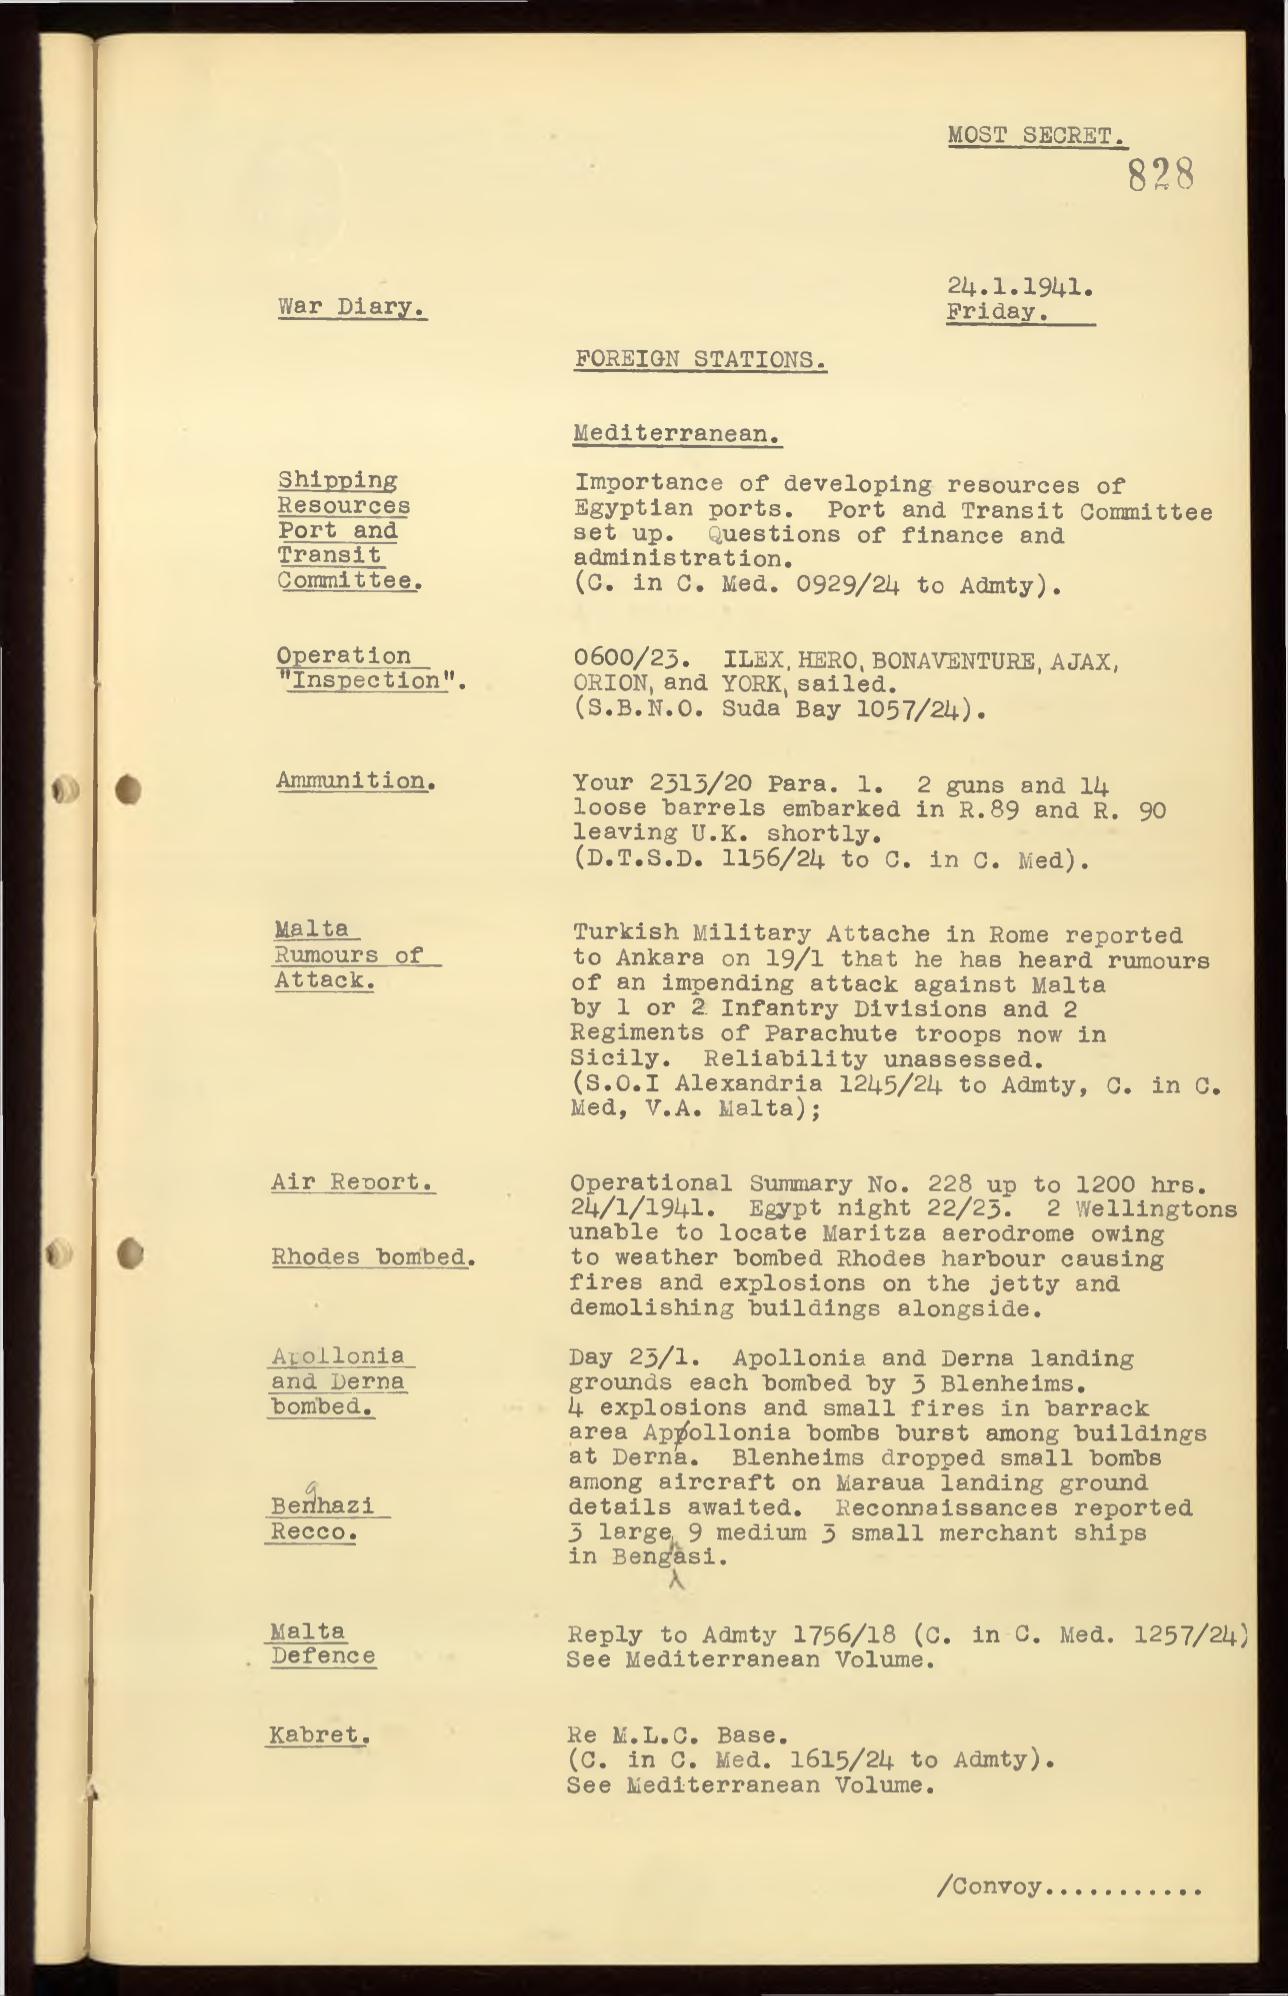 MOST SECRET.
828
24.1.1941.
War Diary.
Friday.
FOREIGN STATIONS.
Mediterranean.
Shipping
Resources
Port and
Transit
Committee.
Importance of developing resources of
Egyptian ports. Port and Transit Committee
set up. Questions of finance and
administration.
(C. in C. Med. 0929/24 to Admty).
Operation
"Inspection".
0600/23. ILEX, HERO, BONAVENTURE, AJAX,
ORION, and YORK, sailed.
(S.B.N.O. Suda Bay 1057/24).
Ammunition.
Your 2313/20 Para. 1. 2 guns and 14
loose barrels embarked in R.89 and R. 90
leaving U.K. shortly.
(D.T.S.D. 1156/24 to C. in C. Med).
Malta
Rumours of
Attack.
Turkish Military Attache in Rome reported
to Ankara on 19/1 that he has heard rumours
of an impending attack against Malta
by 1 or 2 Infantry Divisions and 2
Regiments of Parachute troops now in
Sicily. Reliability unassessed.
(S.O.I Alexandria 1245/24 to Admty, C. in C.
Med, V.A. Malta);
Air Report.
Operational Summary No. 228 up to 1200 hrs.
24/1/1941. Egypt night 22/23. 2 Wellingtons
unable to locate Maritza aerodrome owing
Rhodes bombed.
to weather bombed Rhodes harbour causing
fires and explosions on the jetty and
demolishing buildings alongside.
Apollonia
and Derna
bombed.
Day 23/1. Apollonia and Derna landing
grounds each bombed by 3 Blenheims.
4 explosions and small fires in barrack
area Apollonia bombs burst among buildings
at Derna. Blenheims dropped small bombs
among aircraft on Maraua landing ground
Benghazi
Recco.
details awaited. Reconnaissances reported
3 large, 9 medium 3 small merchant ships
in Benghasi.
Malta
Defence
Reply to Admty 1756/18 (C. in C. Med. 1257/24)
See Mediterranean Volume.
Kabret.
Re M.L.C. Base.
(C. in C. Med. 1615/24 to Admty).
See Mediterranean Volume.
/Convoy...........